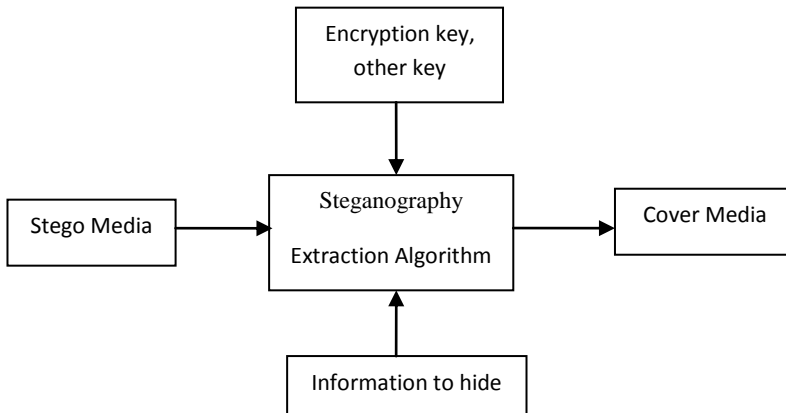 Encryption key,
other key
Stego Media
Steganography
Extraction Algorithm
Cover Media
Information to hide